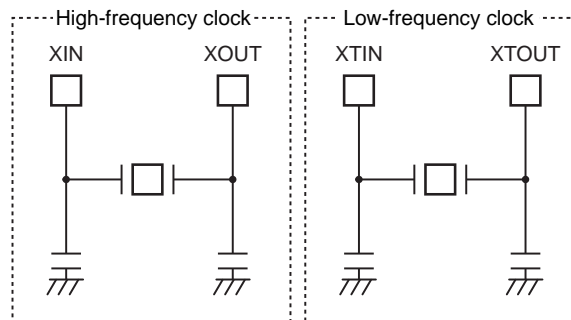 High-frequency clock
XIN XOUT
Low-frequency clock
XTIN XTOUT